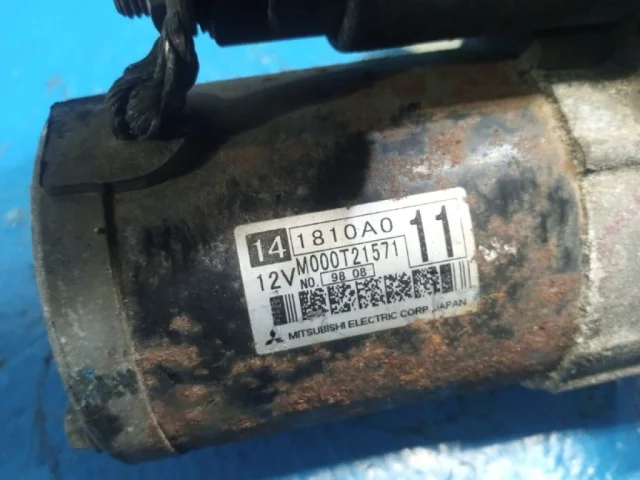 14 1810A0 11
12V M000T21571
NO. 98 08
MITSUBISHI ELECTRIC CORP. JAPAN